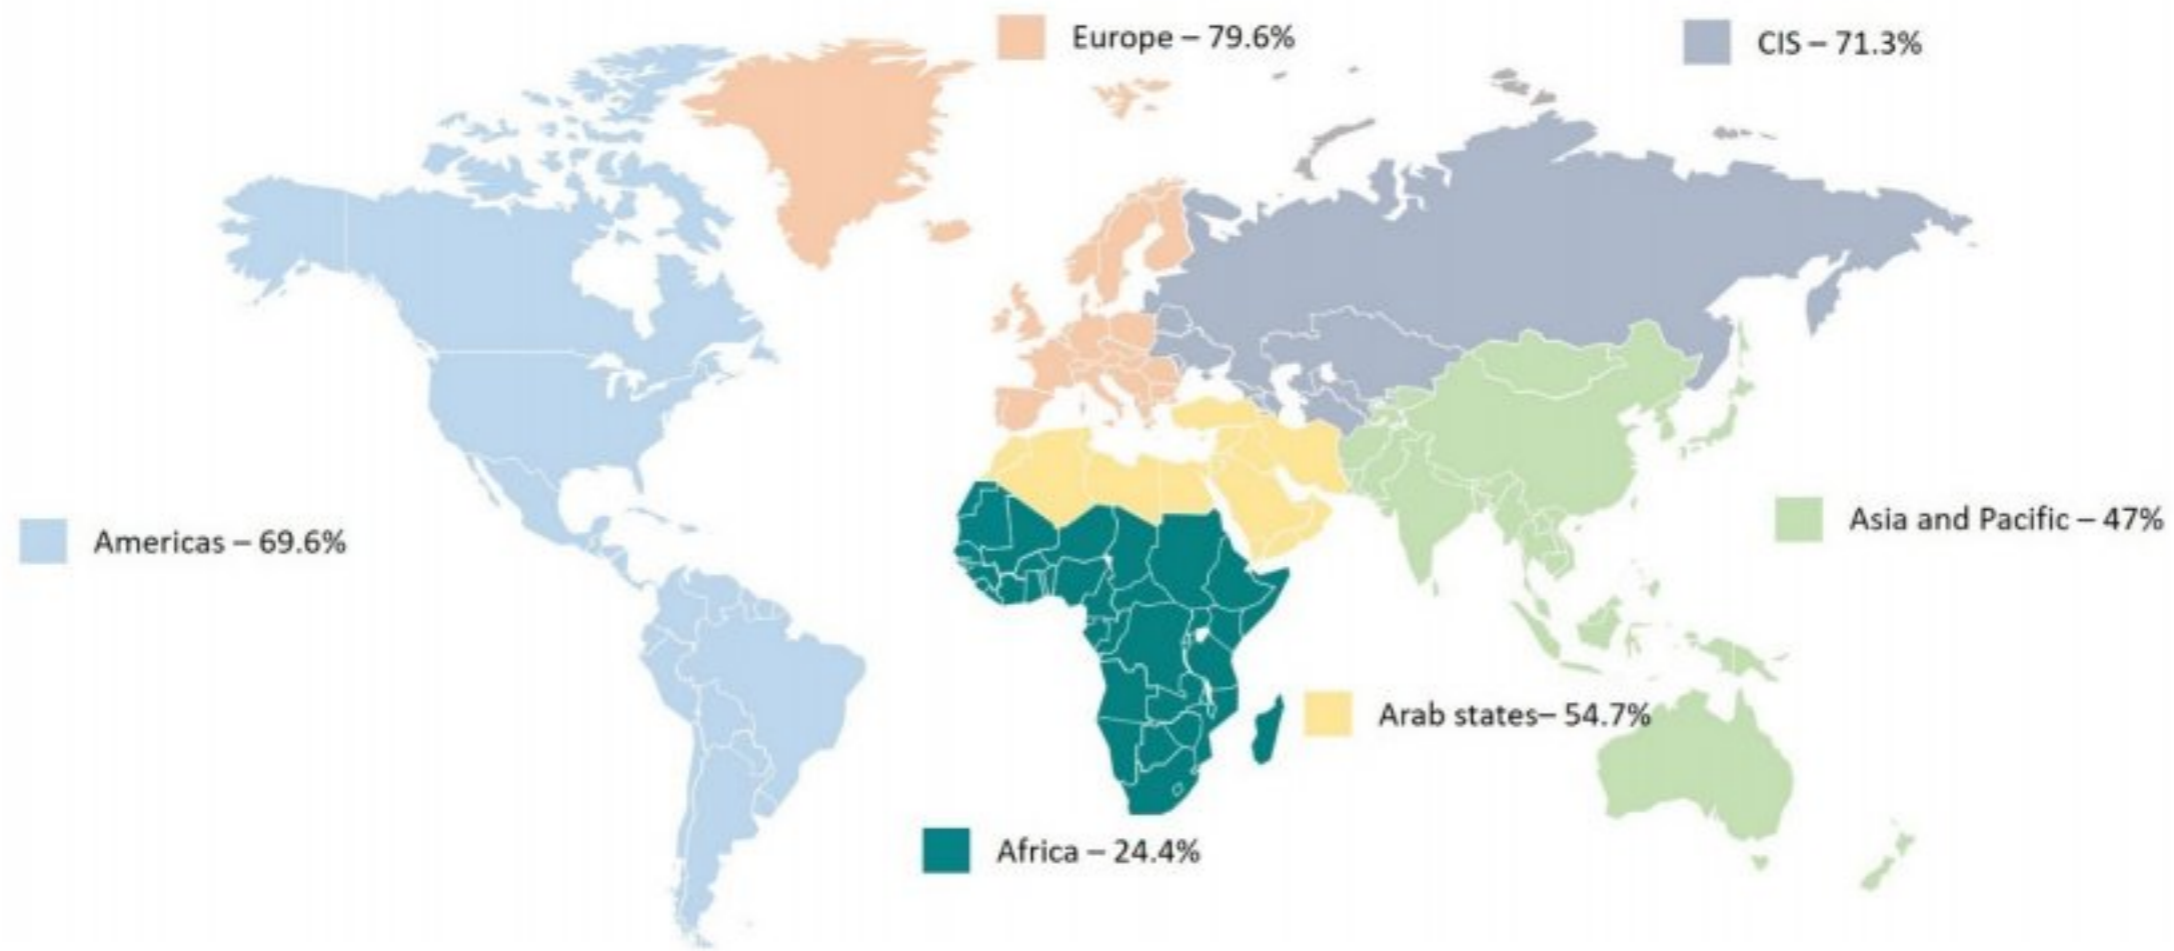 Europe – 79.6%
CIS – 71.3%
Americas – 69.6%
Asia and Pacific – 47%
Arab states– 54.7%
Africa – 24.4%